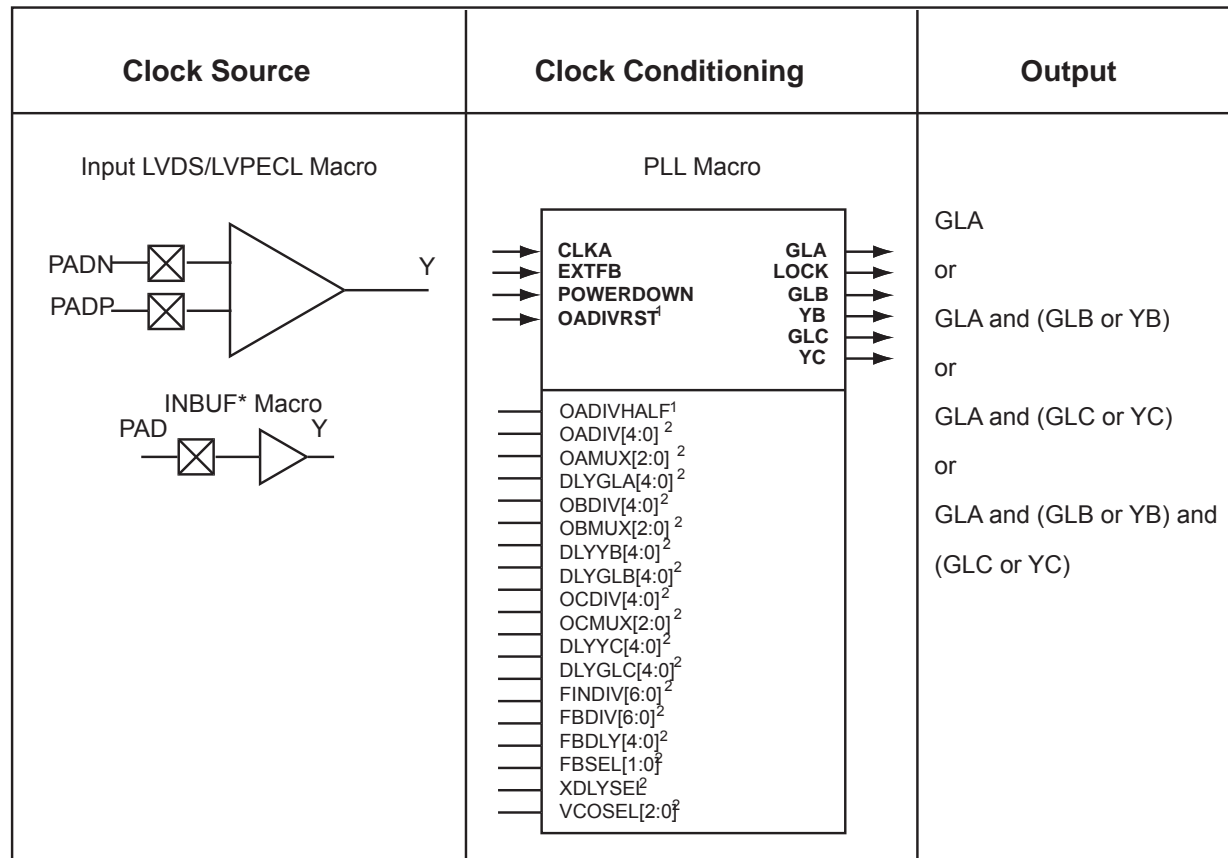 Clock Source
Clock Conditioning
Output
Input LVDS/LVPECL Macro
PADN
PADP
Y
INBUF* Macro
PAD
Y
PLL Macro
CLKA
EXTFB
POWERDOWN
OADIVRST1
GLA
LOCK
GLB
YB
GLC
YC
OADIVHALF1
OADIV[4:0] 2
OAMUX[2:0] 2
DLYGLA[4:0] 2
OBDIV[4:0] 2
OBMUX[2:0] 2
DLYYB[4:0] 2
DLYGLB[4:0] 2
OCDIV[4:0] 2
OCMUX[2:0] 2
DLYYC[4:0] 2
DLYGLC[4:0] 2
FINDIV[6:0] 2
FBDIV[6:0] 2
FBDLY[4:0] 2
FBSEL[1:0] 2
XDLYSEL 2
VCOSEL[2:0] 2
GLA
or
GLA and (GLB or YB)
or
GLA and (GLC or YC)
or
GLA and (GLB or YB) and
(GLC or YC)